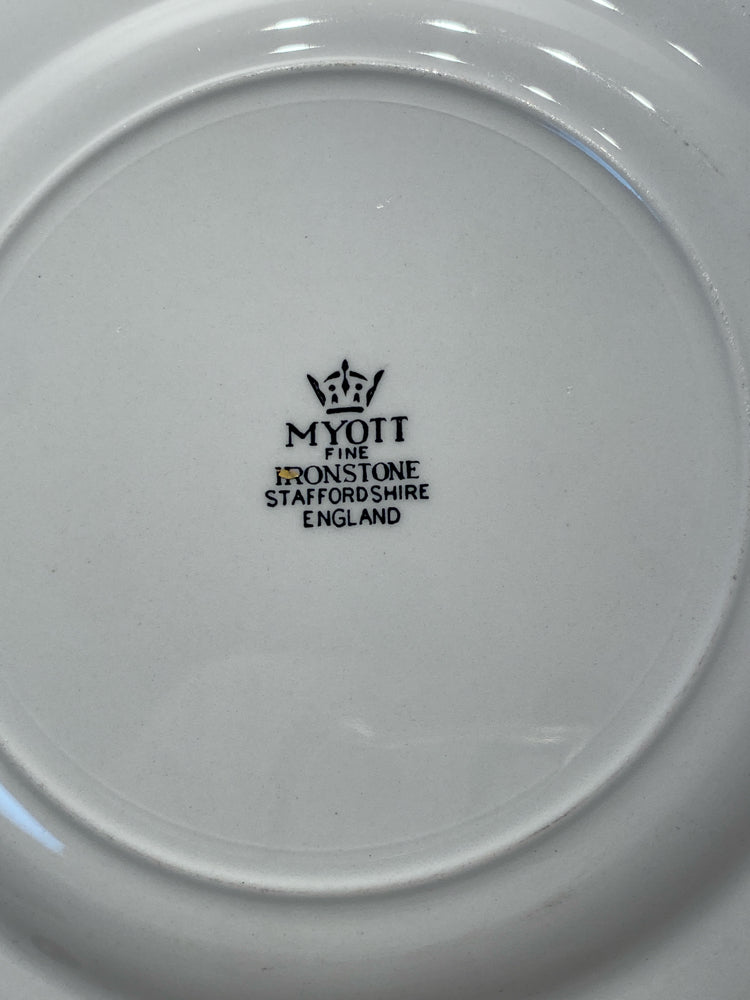 MYOTT
FINE
IRONSTONE
STAFFORDSHIRE
ENGLAND